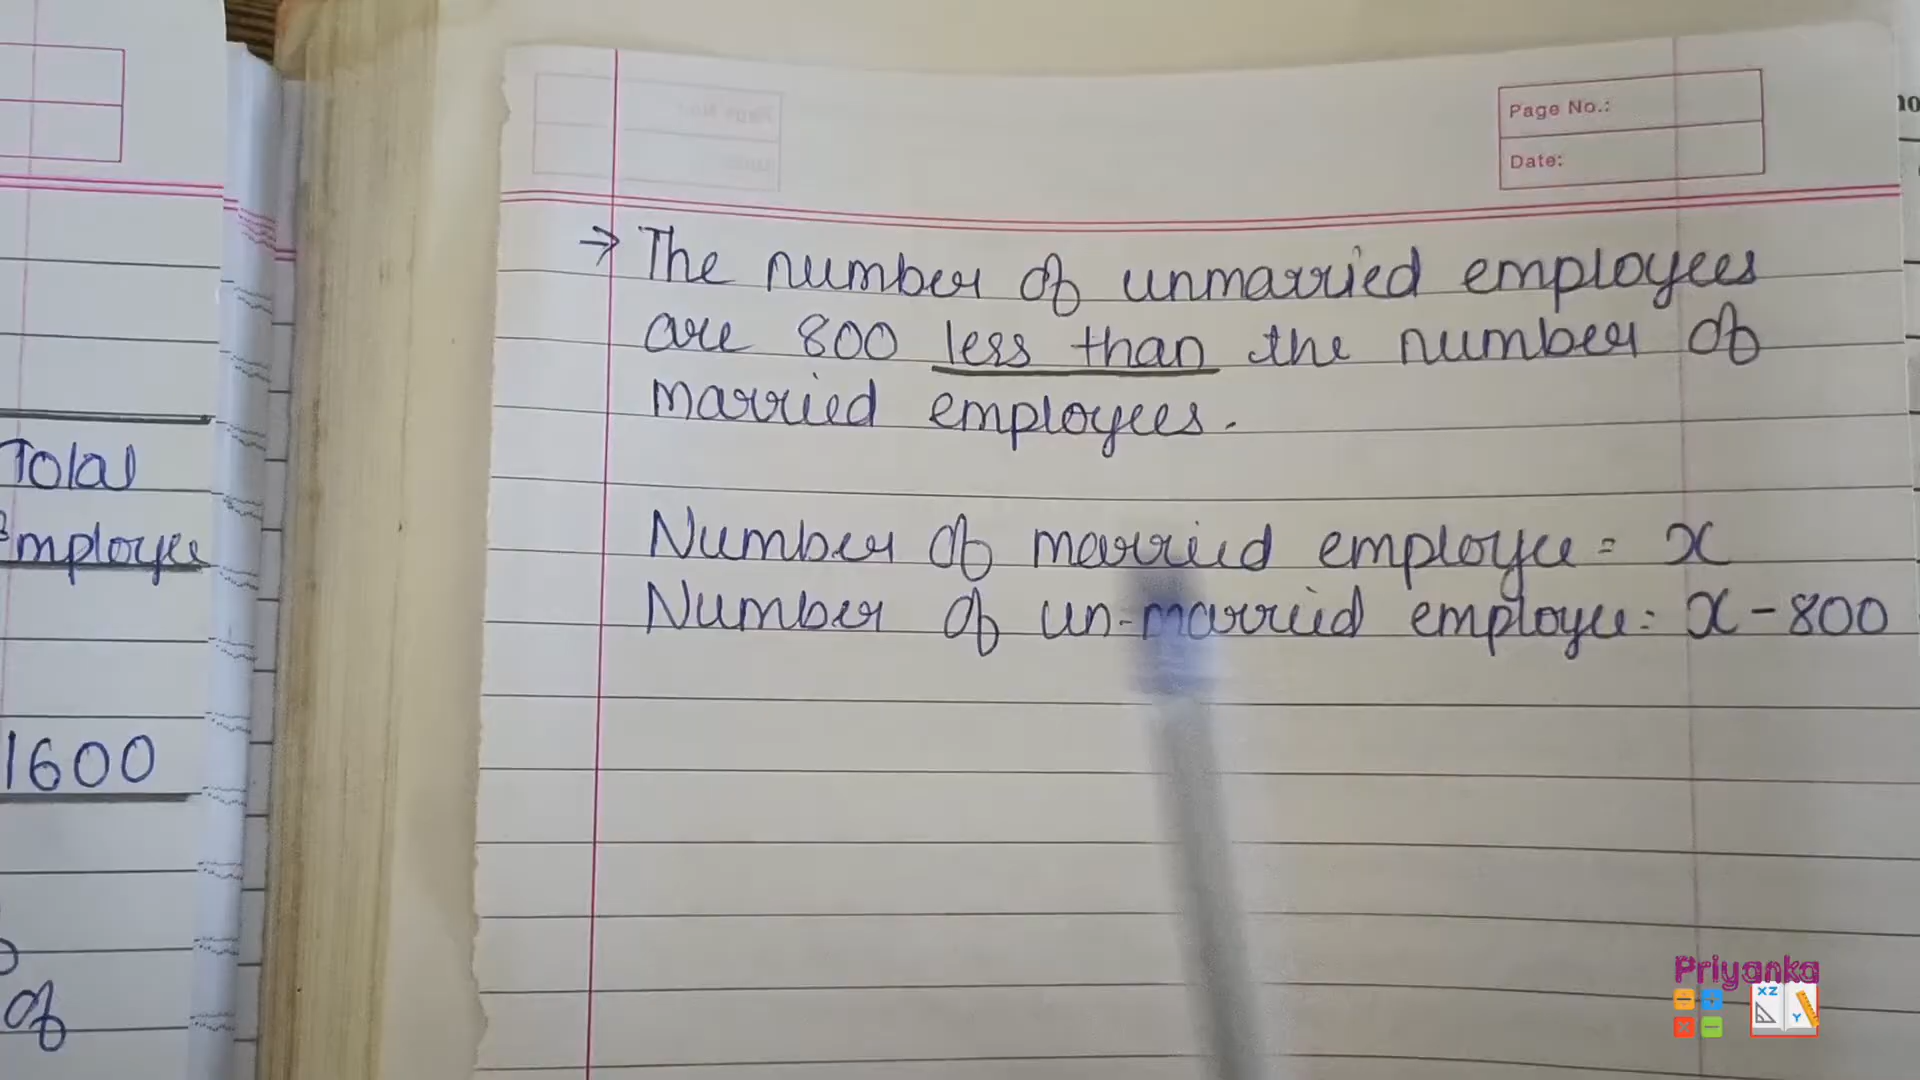 Page No.:
Date:
→ The number of unmarried employees
are 800 less than the number of
married employees.
Number of married employee = x
Number of un-married employee = x - 800
Total
Employee
1600
of
Priyanka
XZ
Y